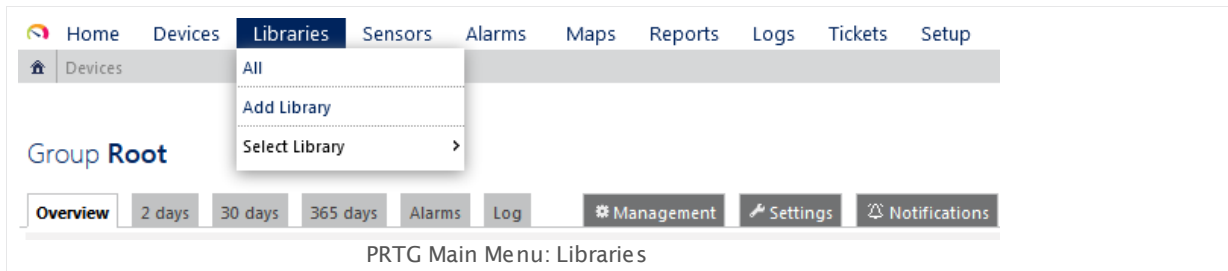 Home Devices Libraries Sensors Alarms Maps Reports Logs Tickets Setup
Devices
All
Add Library
Select Library
Group Root
Overview 2 days 30 days 365 days Alarms Log Management Settings Notifications
PRTG Main Menu: Libraries